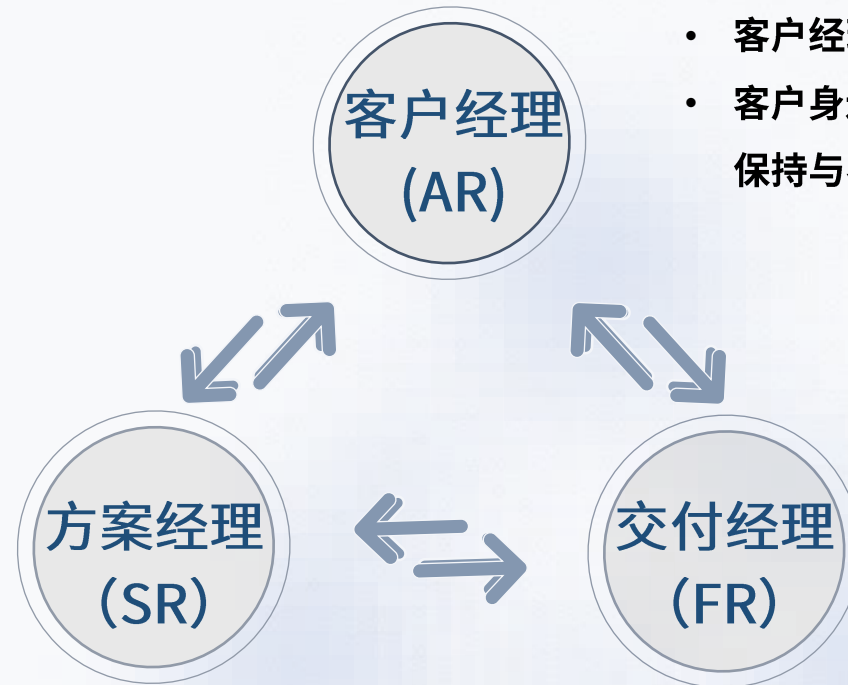 • 客户经
• 客户身
保持与
客户经理
(AR)
方案经理
（SR）
交付经理
（FR）